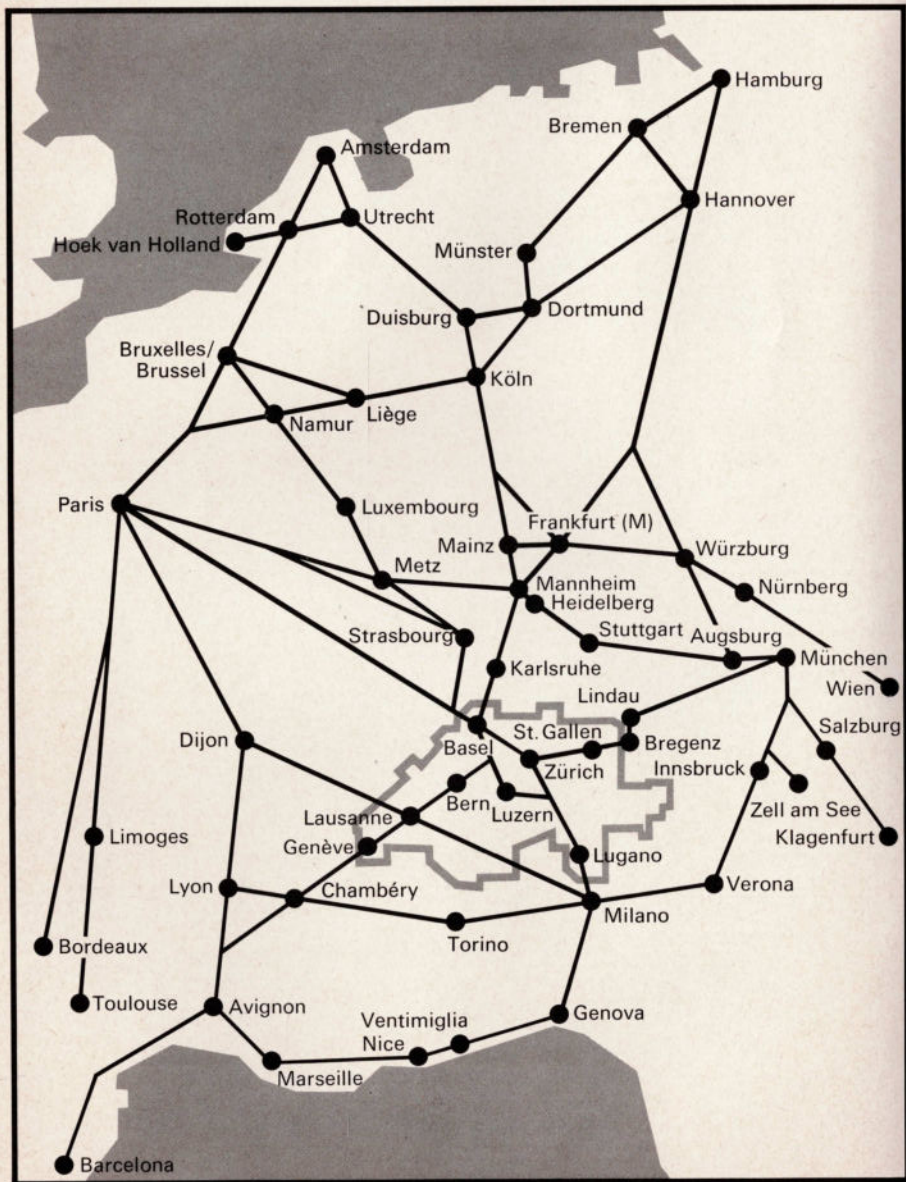 Hamburg
Bremen
Amsterdam
Hannover
Rotterdam
Utrecht
Hoek van Holland
Münster
Duisburg
Dortmund
Bruxelles/
Brussel
Köln
Liège
Namur
Paris
Luxembourg
Frankfurt (M)
Mainz
Würzburg
Metz
Mannheim
Nürnberg
Heidelberg
Strasbourg
Stuttgart
Augsburg
München
Karlsruhe
Wien
Lindau
Salzburg
St. Gallen
Dijon
Basel
Bregenz
Zürich
Innsbruck
Bern
Zell am See
Luzern
Lausanne
Klagenfurt
Limoges
Genève
Lugano
Lyon
Chambéry
Verona
Milano
Torino
Bordeaux
Toulouse
Avignon
Genova
Ventimiglia
Nice
Marseille
Barcelona